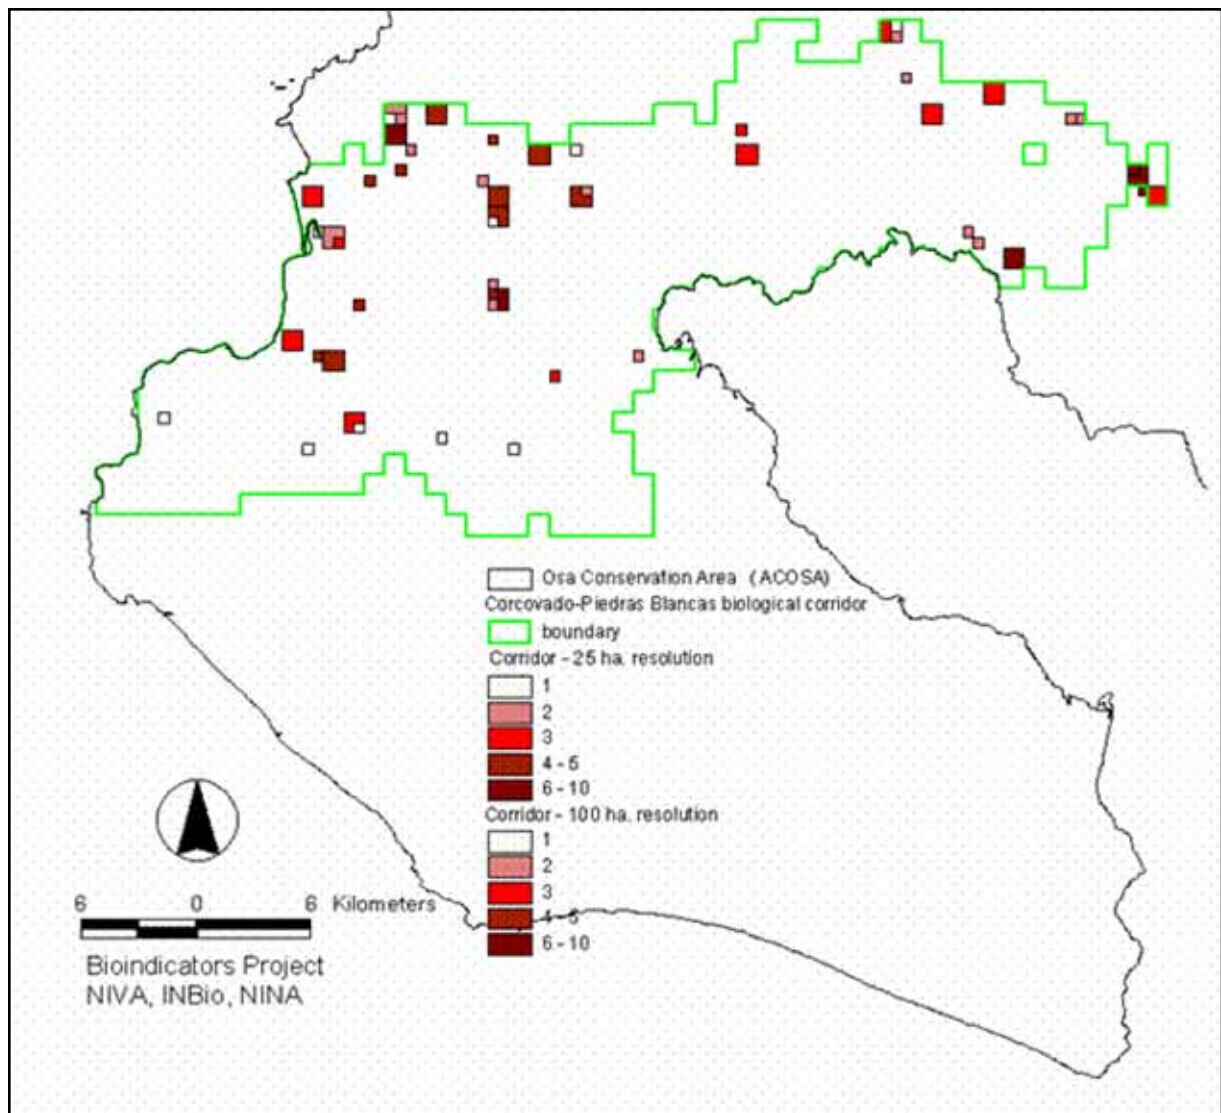 Osa Conservation Area (ACOSA)
Corcovado-Piedras Blancas biological corridor
boundary
Corridor - 25 ha. resolution
1
2
3
4 - 5
6 - 10
Corridor - 100 ha. resolution
1
2
3
4 - 5
6 - 10
6 0 6 Kilometers
Bioindicators Project
NIVA, INBio, NINA